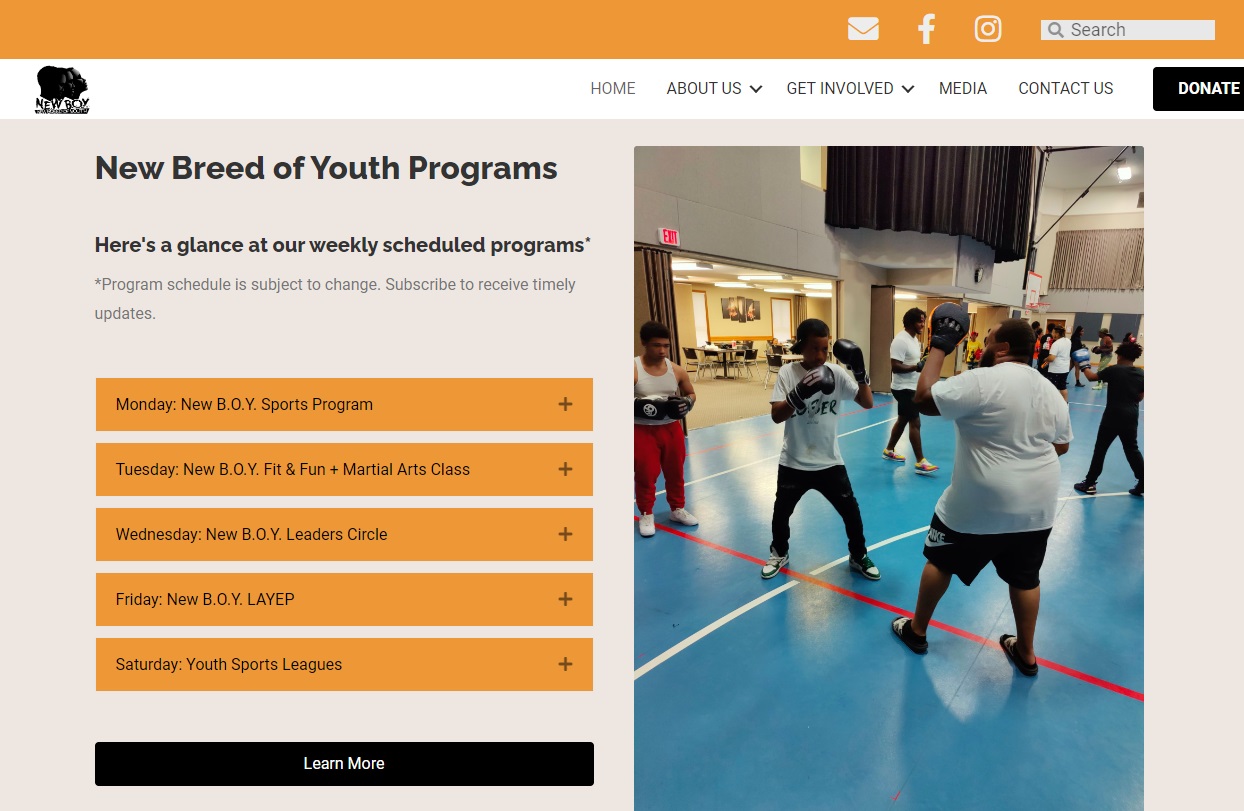 Search
NEW BOY
HOME
ABOUT US
GET INVOLVED
MEDIA
CONTACT US
DONATE
New Breed of Youth Programs
Here's a glance at our weekly scheduled programs*
*Program schedule is subject to change. Subscribe to receive timely
updates.
Monday: New B.O.Y. Sports Program
Tuesday: New B.O.Y. Fit & Fun + Martial Arts Class
Wednesday: New B.O.Y. Leaders Circle
Friday: New B.O.Y. LAYEP
Saturday: Youth Sports Leagues
Learn More
EXIT